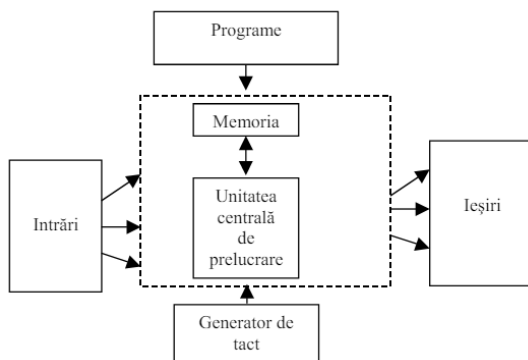 Programe
Memoria
Intrări
Unitatea
centrală
de
prelucrare
Ieşiri
Generator de
tact